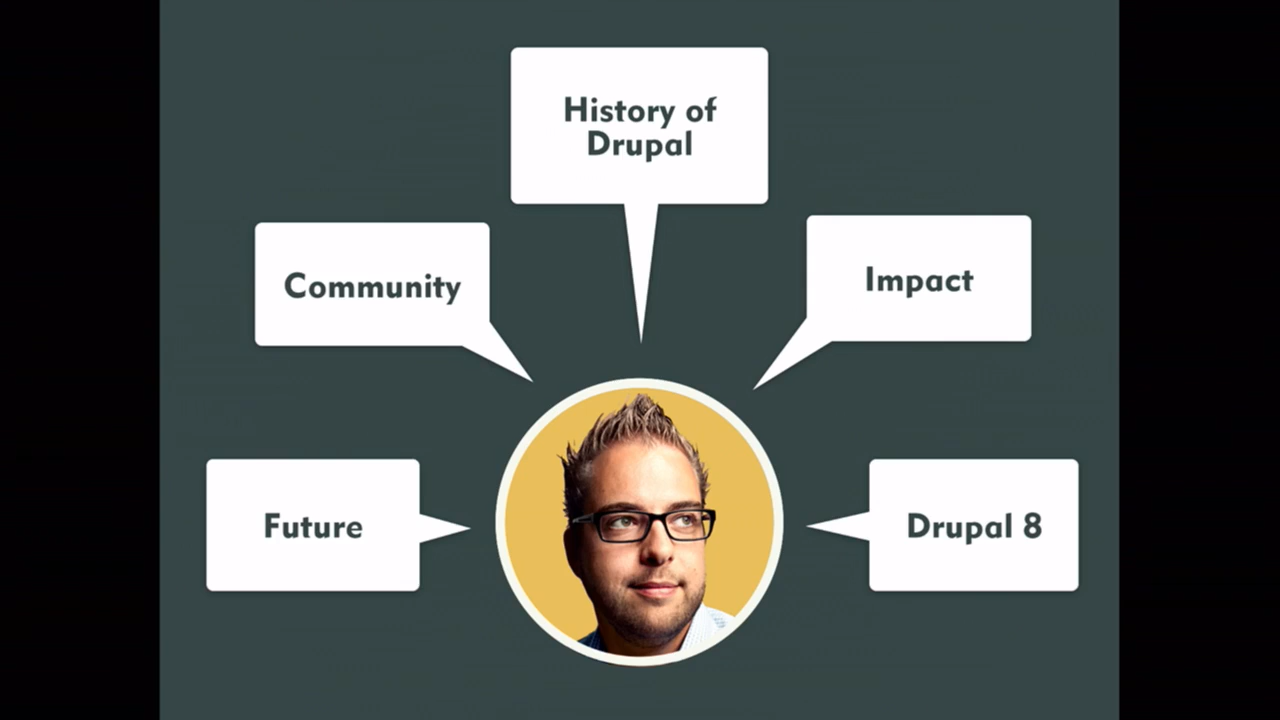 History of
Drupal
Community
Impact
Future
Drupal 8